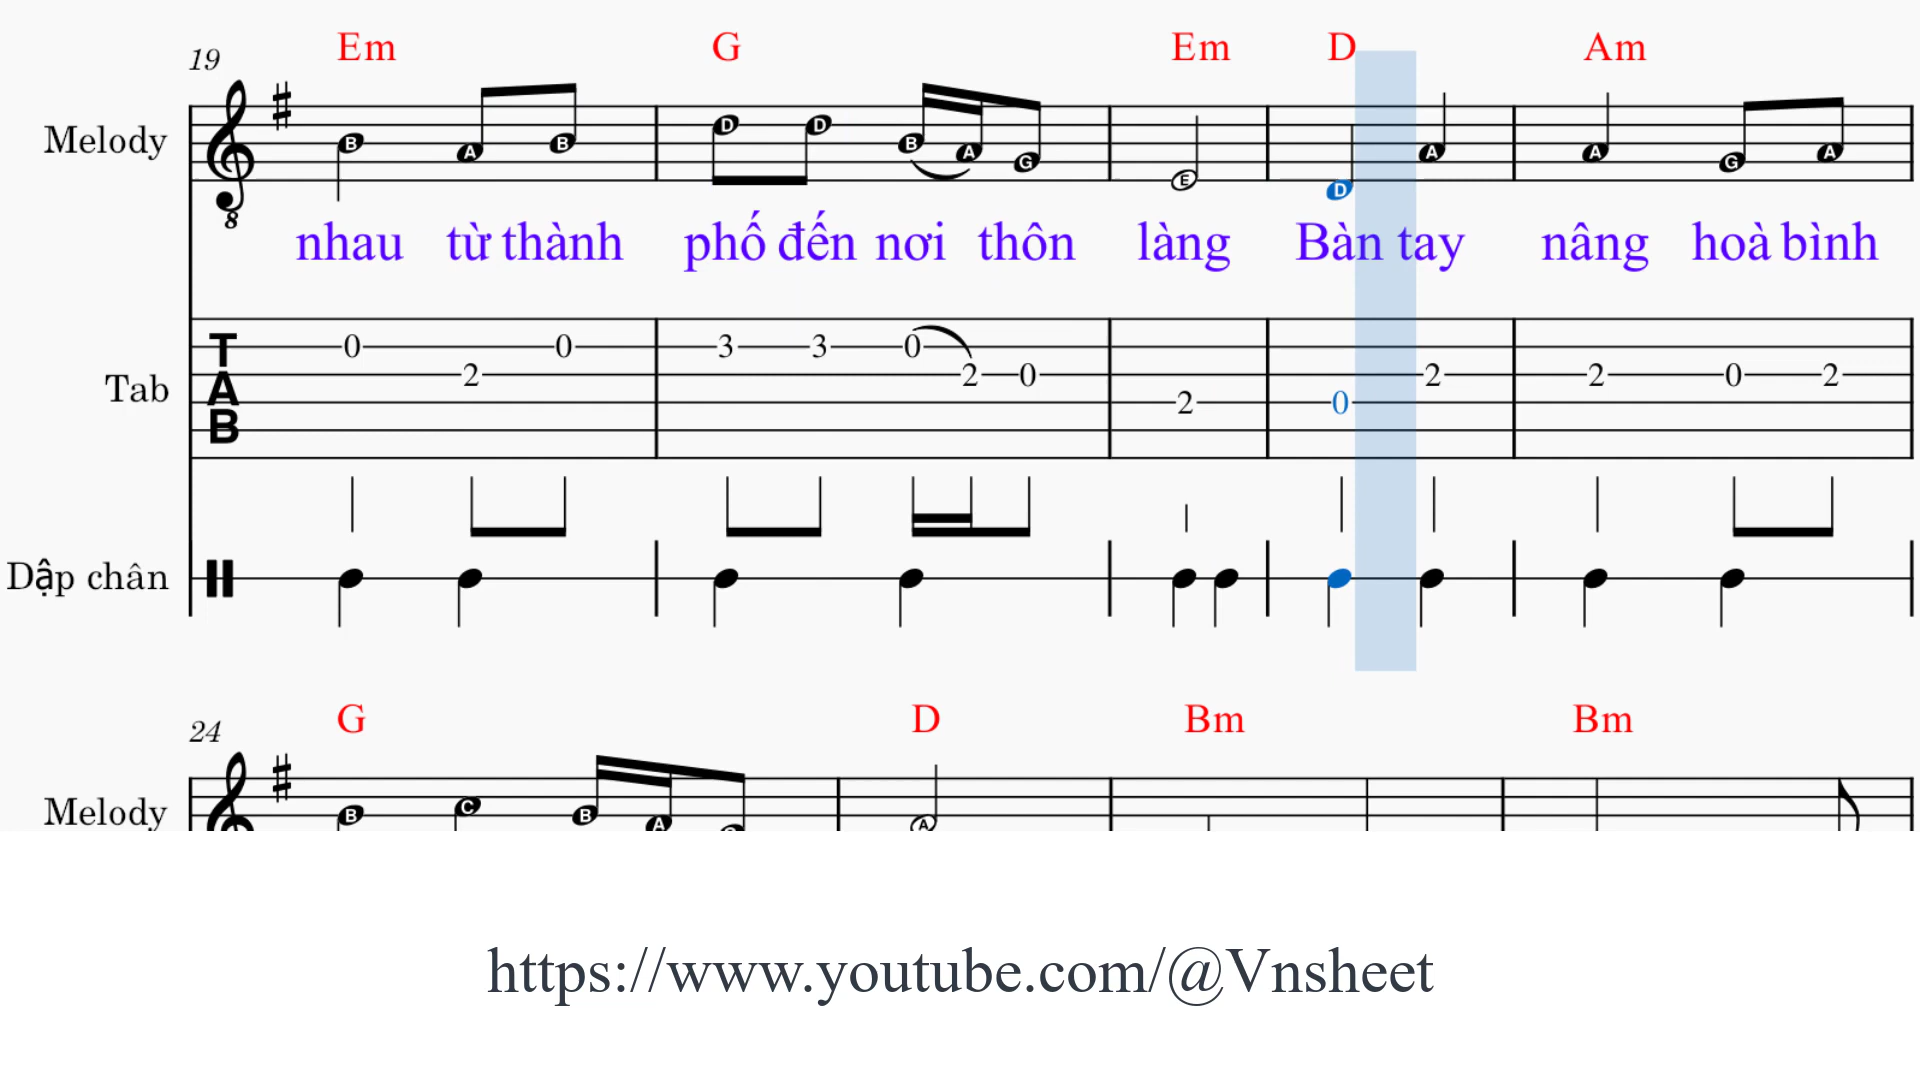 19 Em G Em D Am
Melody
8
B A B D D B A G E D A A G A
nhau từ thành phố đến nơi thôn làng Bàn tay nâng hoà bình
Tab
T A B
0 2 0 3 3 0 2 0 2 0 2 2 0 2
Dập chân
24 G D Bm Bm
Melody
B C B A A
https://www.youtube.com/@Vnsheet